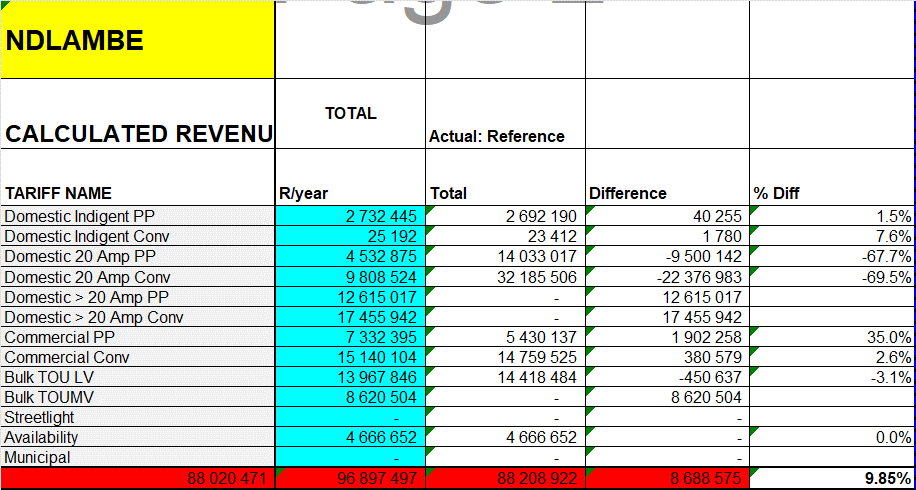 NDLAMBE
TOTAL
CALCULATED REVENU Actual: Reference
TARIFF NAME R/year Total Difference % Diff
Domestic Indigent PP 2 732 445 2 692 190 40 255 1.5%
Domestic Indigent Conv 25 192 23 412 1 780 7.6%
Domestic 20 Amp PP 4 532 875 14 033 017 -9 500 142 -67.7%
Domestic 20 Amp Conv 9 808 524 32 185 506 -22 376 983 -69.5%
Domestic > 20 Amp PP 12 615 017 - 12 615 017
Domestic > 20 Amp Conv 17 455 942 - 17 455 942
Commercial PP 7 332 395 5 430 137 1 902 258 35.0%
Commercial Conv 15 140 104 14 759 525 380 579 2.6%
Bulk TOU LV 13 967 846 14 418 484 -450 637 -3.1%
Bulk TOUMV 8 620 504 - 8 620 504
Streetlight - - -
Availability 4 666 652 4 666 652 - 0.0%
Municipal - - -
88 020 471 96 897 497 88 208 922 8 688 575 9.85%